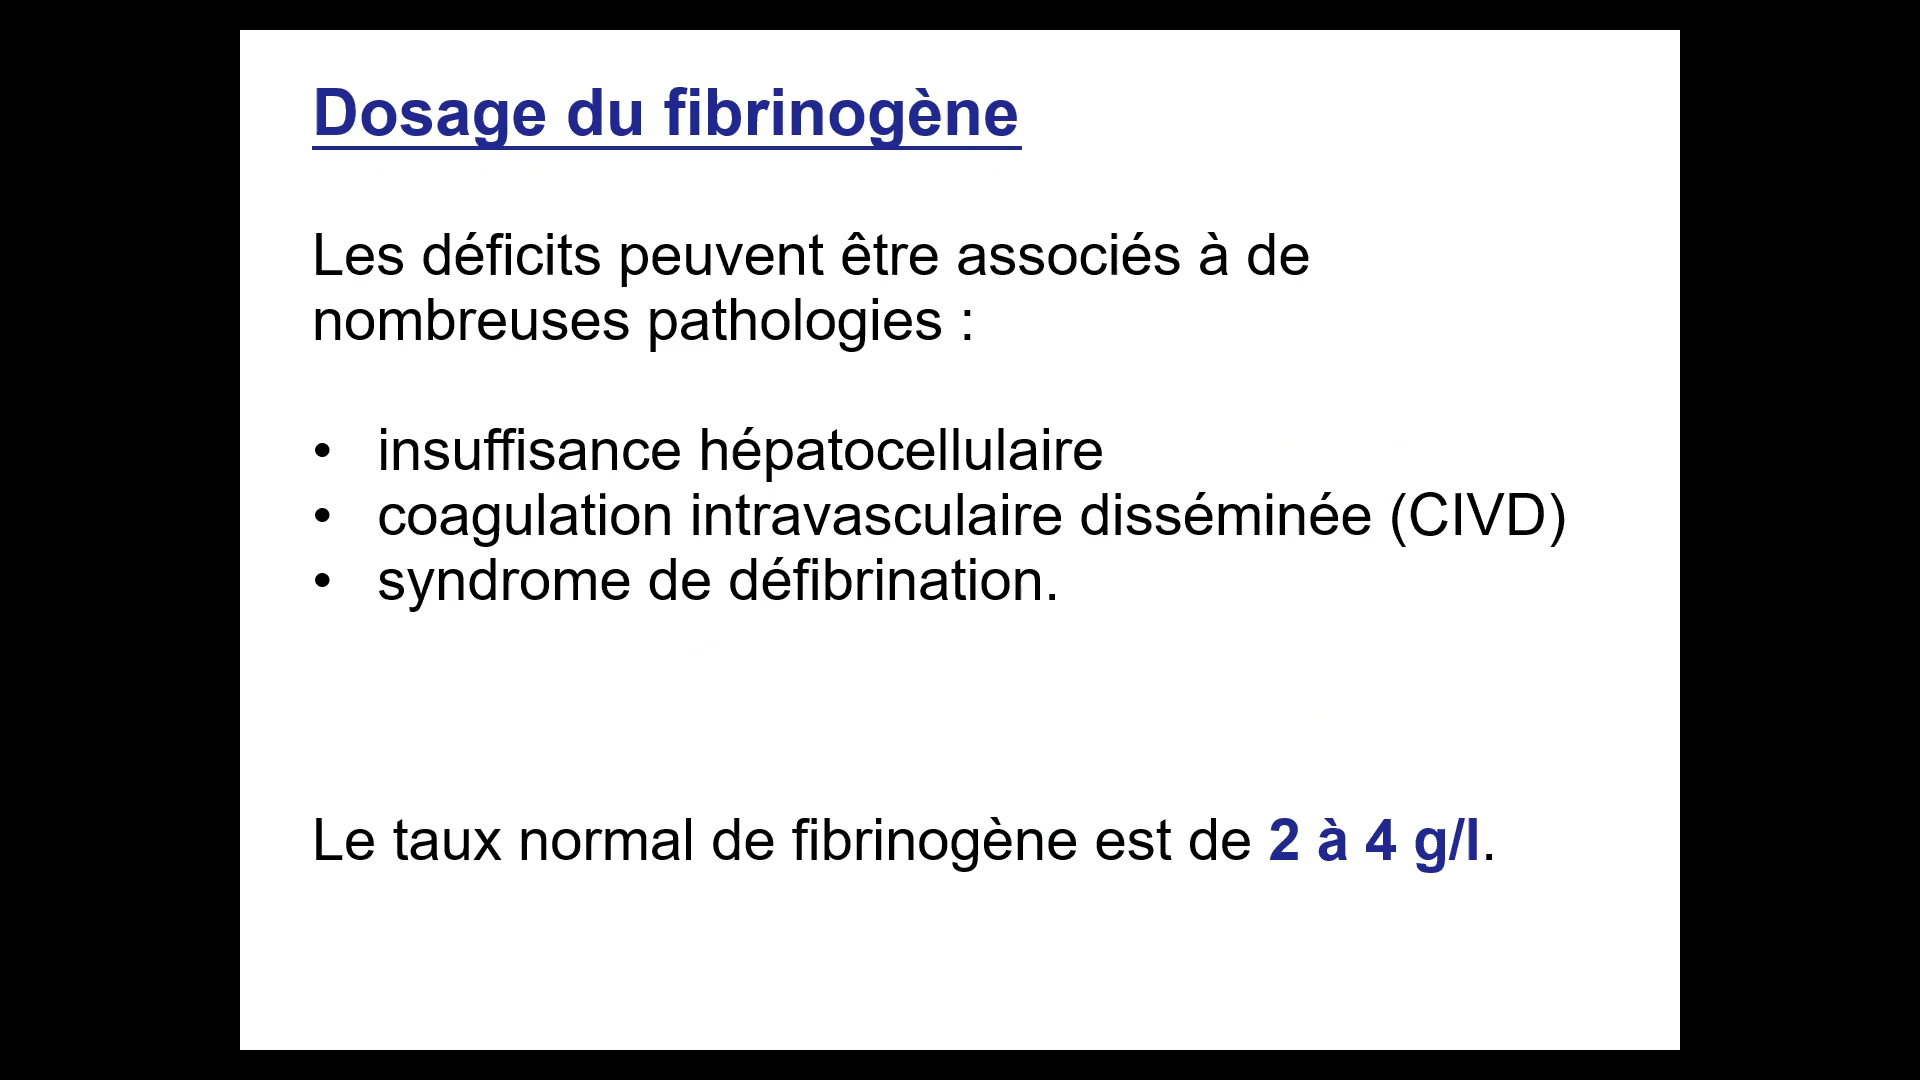 Dosage du fibrinogène
Les déficits peuvent être associés à de
nombreuses pathologies :
• insuffisance hépatocellulaire
• coagulation intravasculaire disséminée (CIVD)
• syndrome de défibrination.
Le taux normal de fibrinogène est de 2 à 4 g/l.